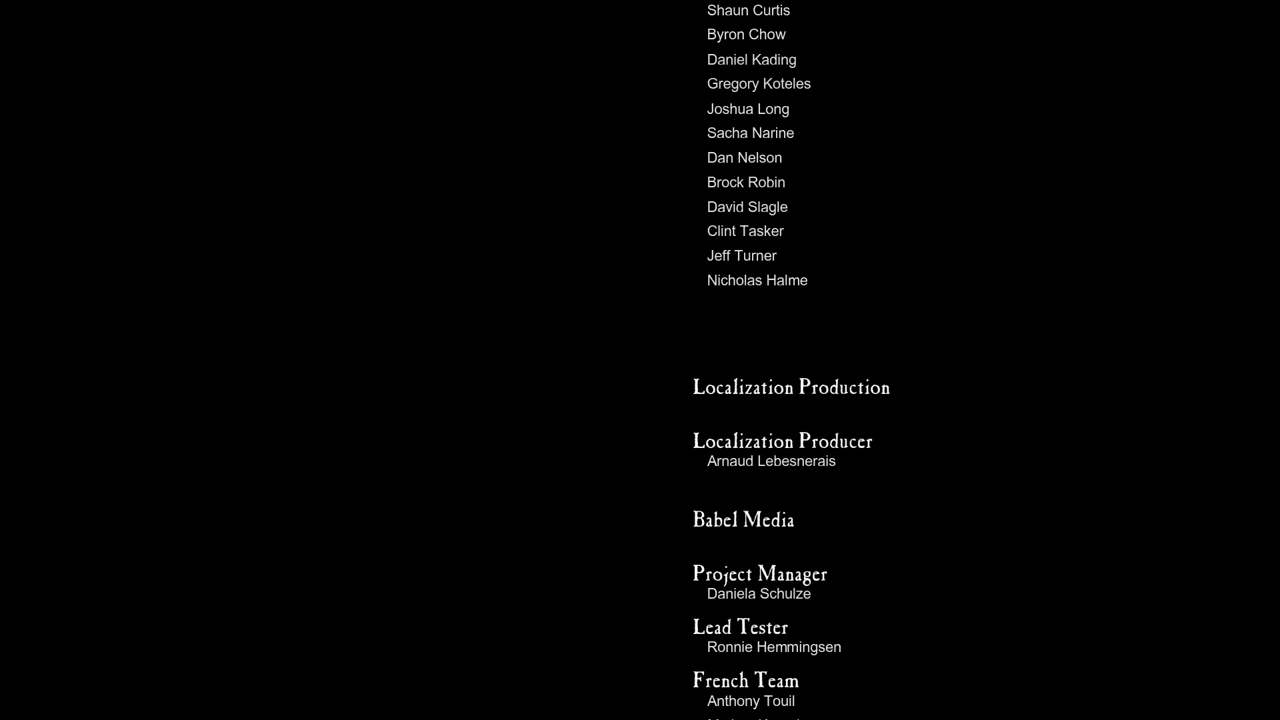 Shaun Curtis
Byron Chow
Daniel Kading
Gregory Koteles
Joshua Long
Sacha Narine
Dan Nelson
Brock Robin
David Slagle
Clint Tasker
Jeff Turner
Nicholas Halme
Localization Production
Localization Producer
Arnaud Lebesnerais
Babel Media
Project Manager
Daniela Schulze
Lead Tester
Ronnie Hemmingsen
French Team
Anthony Touil